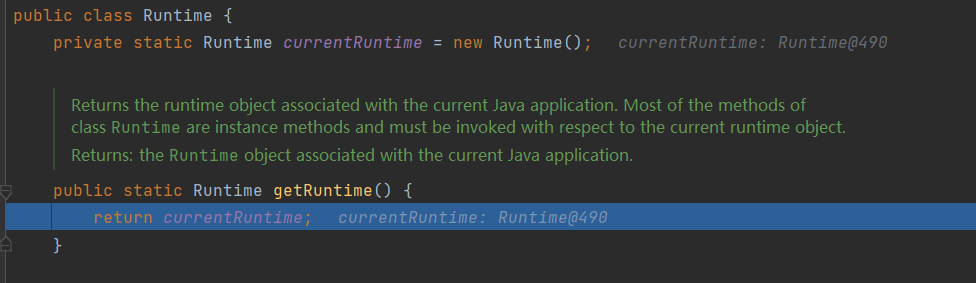 public class Runtime {
private static Runtime currentRuntime = new Runtime();   currentRuntime: Runtime@490
Returns the runtime object associated with the current Java application. Most of the methods of
class Runtime are instance methods and must be invoked with respect to the current runtime object.
Returns: the Runtime object associated with the current Java application.
public static Runtime getRuntime() {
return currentRuntime;   currentRuntime: Runtime@490
}